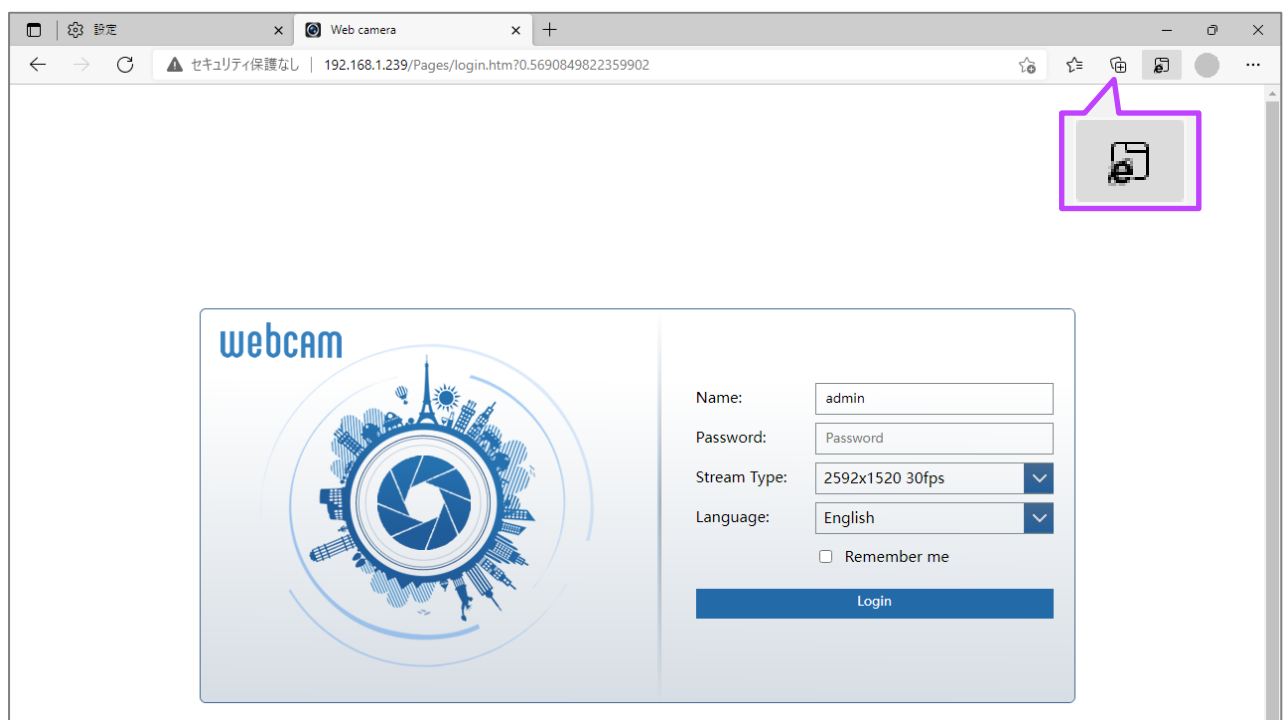 設定
Web camera
セキュリティ保護なし | 192.168.1.239/Pages/login.htm?0.5690849822359902
webcam
Name: admin
Password: Password
Stream Type: 2592x1520 30fps
Language: English
Remember me
Login